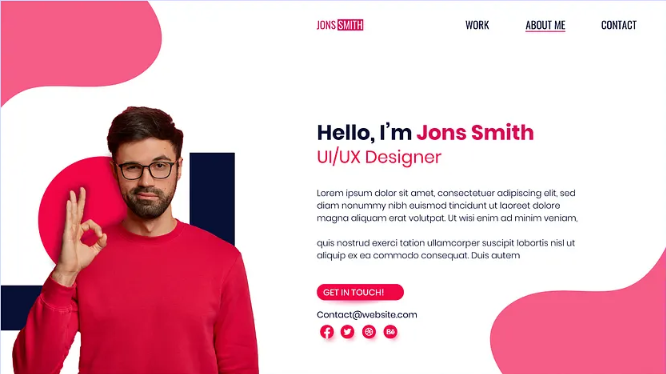 JONS SMITH
WORK
ABOUT ME
CONTACT
Hello, I'm Jons Smith
UI/UX Designer
Lorem ipsum dolor sit amet, consectetuer adipiscing elit, sed
diam nonummy nibh euismod tincidunt ut laoreet dolore
magna aliquam erat volutpat. Ut wisi enim ad minim veniam,
quis nostrud exerci tation ullamcorper suscipit lobortis nisl ut
aliquip ex ea commodo consequat. Duis autem
GET IN TOUCH!
Contact@website.com